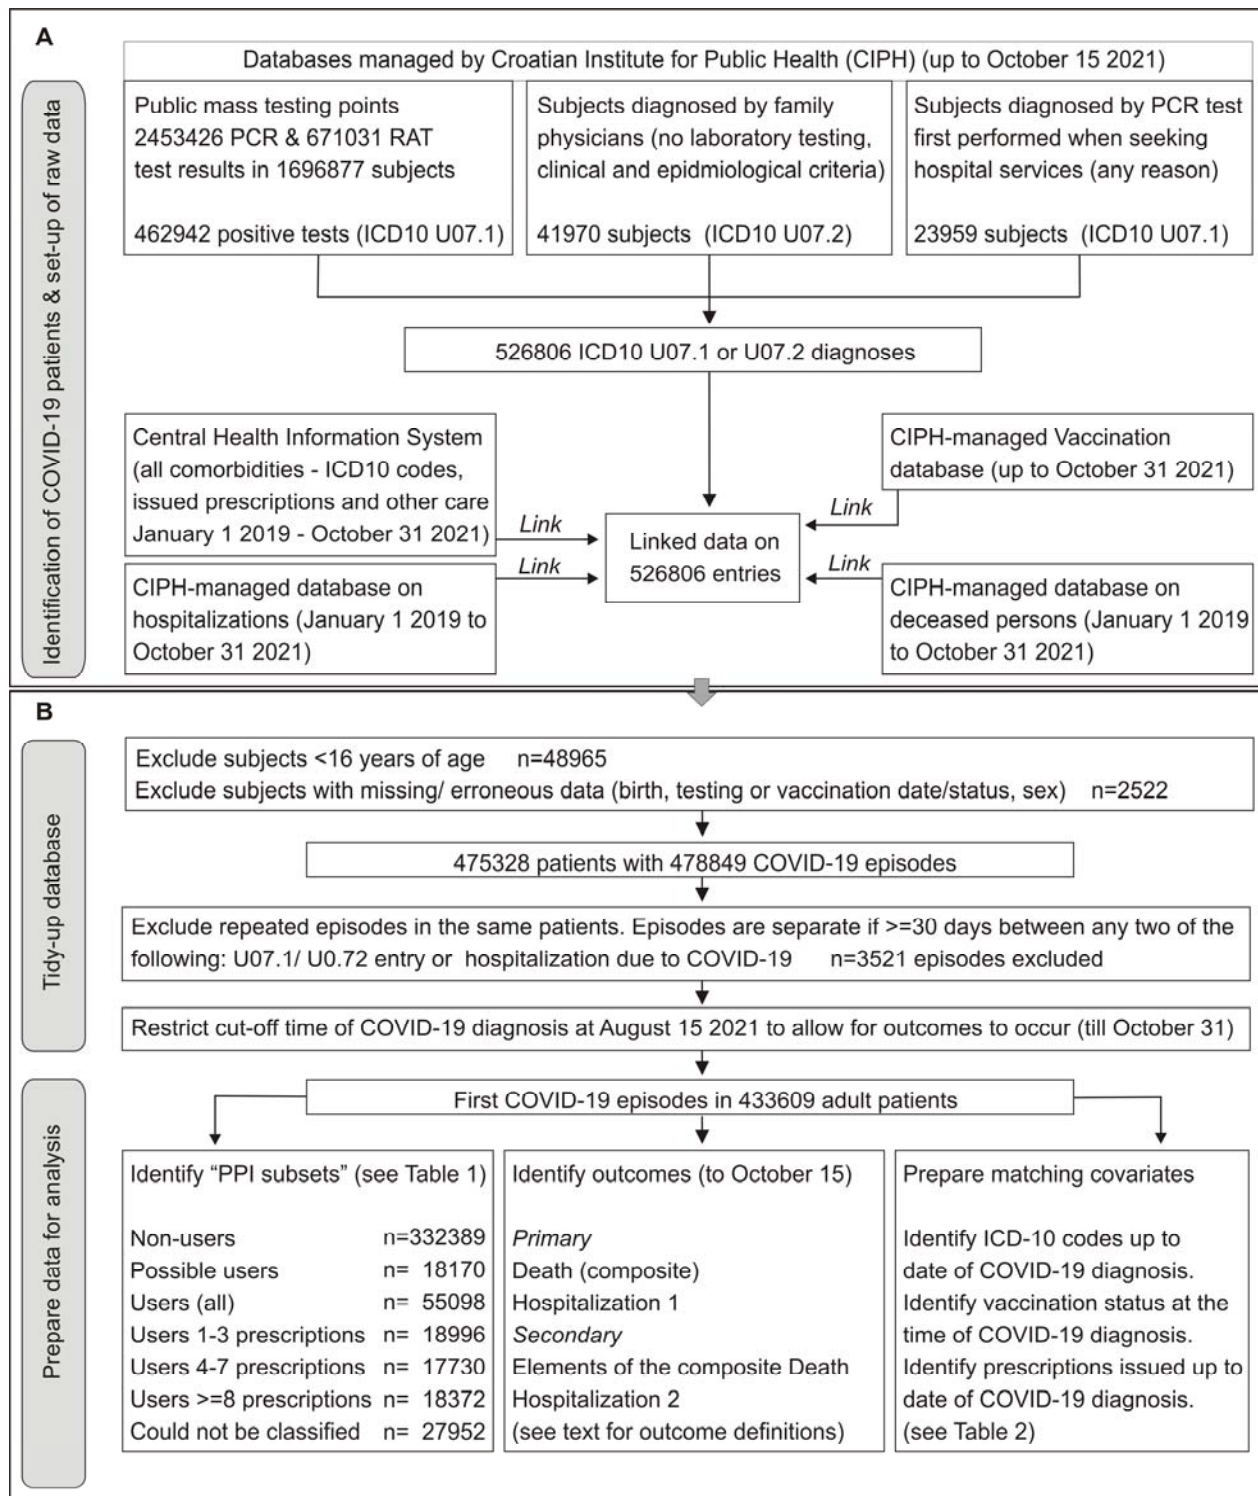 A
Identification of COVID-19 patients & set-up of raw data
Databases managed by Croatian Institute for Public Health (CIPH) (up to October 15 2021)
Public mass testing points
2453426 PCR & 671031 RAT
test results in 1696877 subjects
462942 positive tests (ICD10 U07.1)
Subjects diagnosed by family
physicians (no laboratory testing,
clinical and epidmiological criteria)
41970 subjects (ICD10 U07.2)
Subjects diagnosed by PCR test
first performed when seeking
hospital services (any reason)
23959 subjects (ICD10 U07.1)
526806 ICD10 U07.1 or U07.2 diagnoses
Central Health Information System
(all comorbidities - ICD10 codes,
issued prescriptions and other care
January 1 2019 - October 31 2021)
Link
CIPH-managed database on
hospitalizations (January 1 2019 to
October 31 2021)
Link
Linked data on
526806 entries
CIPH-managed Vaccination
database (up to October 31 2021)
Link
CIPH-managed database on
deceased persons (January 1 2019
to October 31 2021)
Link
B
Tidy-up database
Exclude subjects <16 years of age n=48965
Exclude subjects with missing/ erroneous data (birth, testing or vaccination date/status, sex) n=2522
475328 patients with 478849 COVID-19 episodes
Exclude repeated episodes in the same patients. Episodes are separate if >=30 days between any two of the
following: U07.1/ U0.72 entry or hospitalization due to COVID-19 n=3521 episodes excluded
Restrict cut-off time of COVID-19 diagnosis at August 15 2021 to allow for outcomes to occur (till October 31)
Prepare data for analysis
First COVID-19 episodes in 433609 adult patients
Identify “PPI subsets” (see Table 1)
Non-users n=332389
Possible users n= 18170
Users (all) n= 55098
Users 1-3 prescriptions n= 18996
Users 4-7 prescriptions n= 17730
Users >=8 prescriptions n= 18372
Could not be classified n= 27952
Identify outcomes (to October 15)
Primary
Death (composite)
Hospitalization 1
Secondary
Elements of the composite Death
Hospitalization 2
(see text for outcome definitions)
Prepare matching covariates
Identify ICD-10 codes up to
date of COVID-19 diagnosis.
Identify vaccination status at the
time of COVID-19 diagnosis.
Identify prescriptions issued up to
date of COVID-19 diagnosis.
(see Table 2)